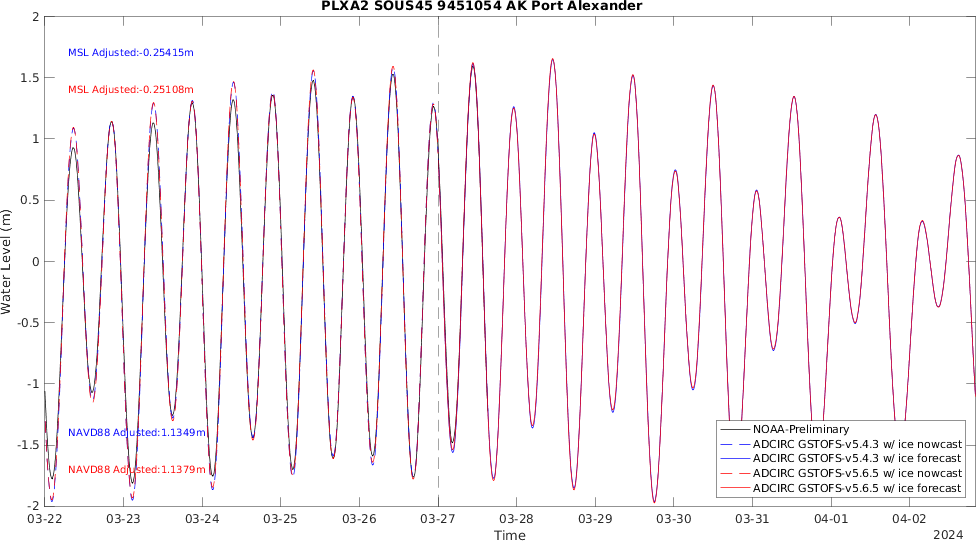 PLXA2 SOUS45 9451054 AK Port Alexander
MSL Adjusted:-0.25415m
MSL Adjusted:-0.25108m
NAVD88 Adjusted:1.1349m
NAVD88 Adjusted:1.1379m
Water Level (m)
2
1.5
1
0.5
0
-0.5
-1
-1.5
-2
NOAA-Preliminary
ADCIRC GSTOFS-v5.4.3 w/ ice nowcast
ADCIRC GSTOFS-v5.4.3 w/ ice forecast
ADCIRC GSTOFS-v5.6.5 w/ ice nowcast
ADCIRC GSTOFS-v5.6.5 w/ ice forecast
03-22 03-23 03-24 03-25 03-26 03-27 03-28 03-29 03-30 03-31 04-01 04-02
Time
2024